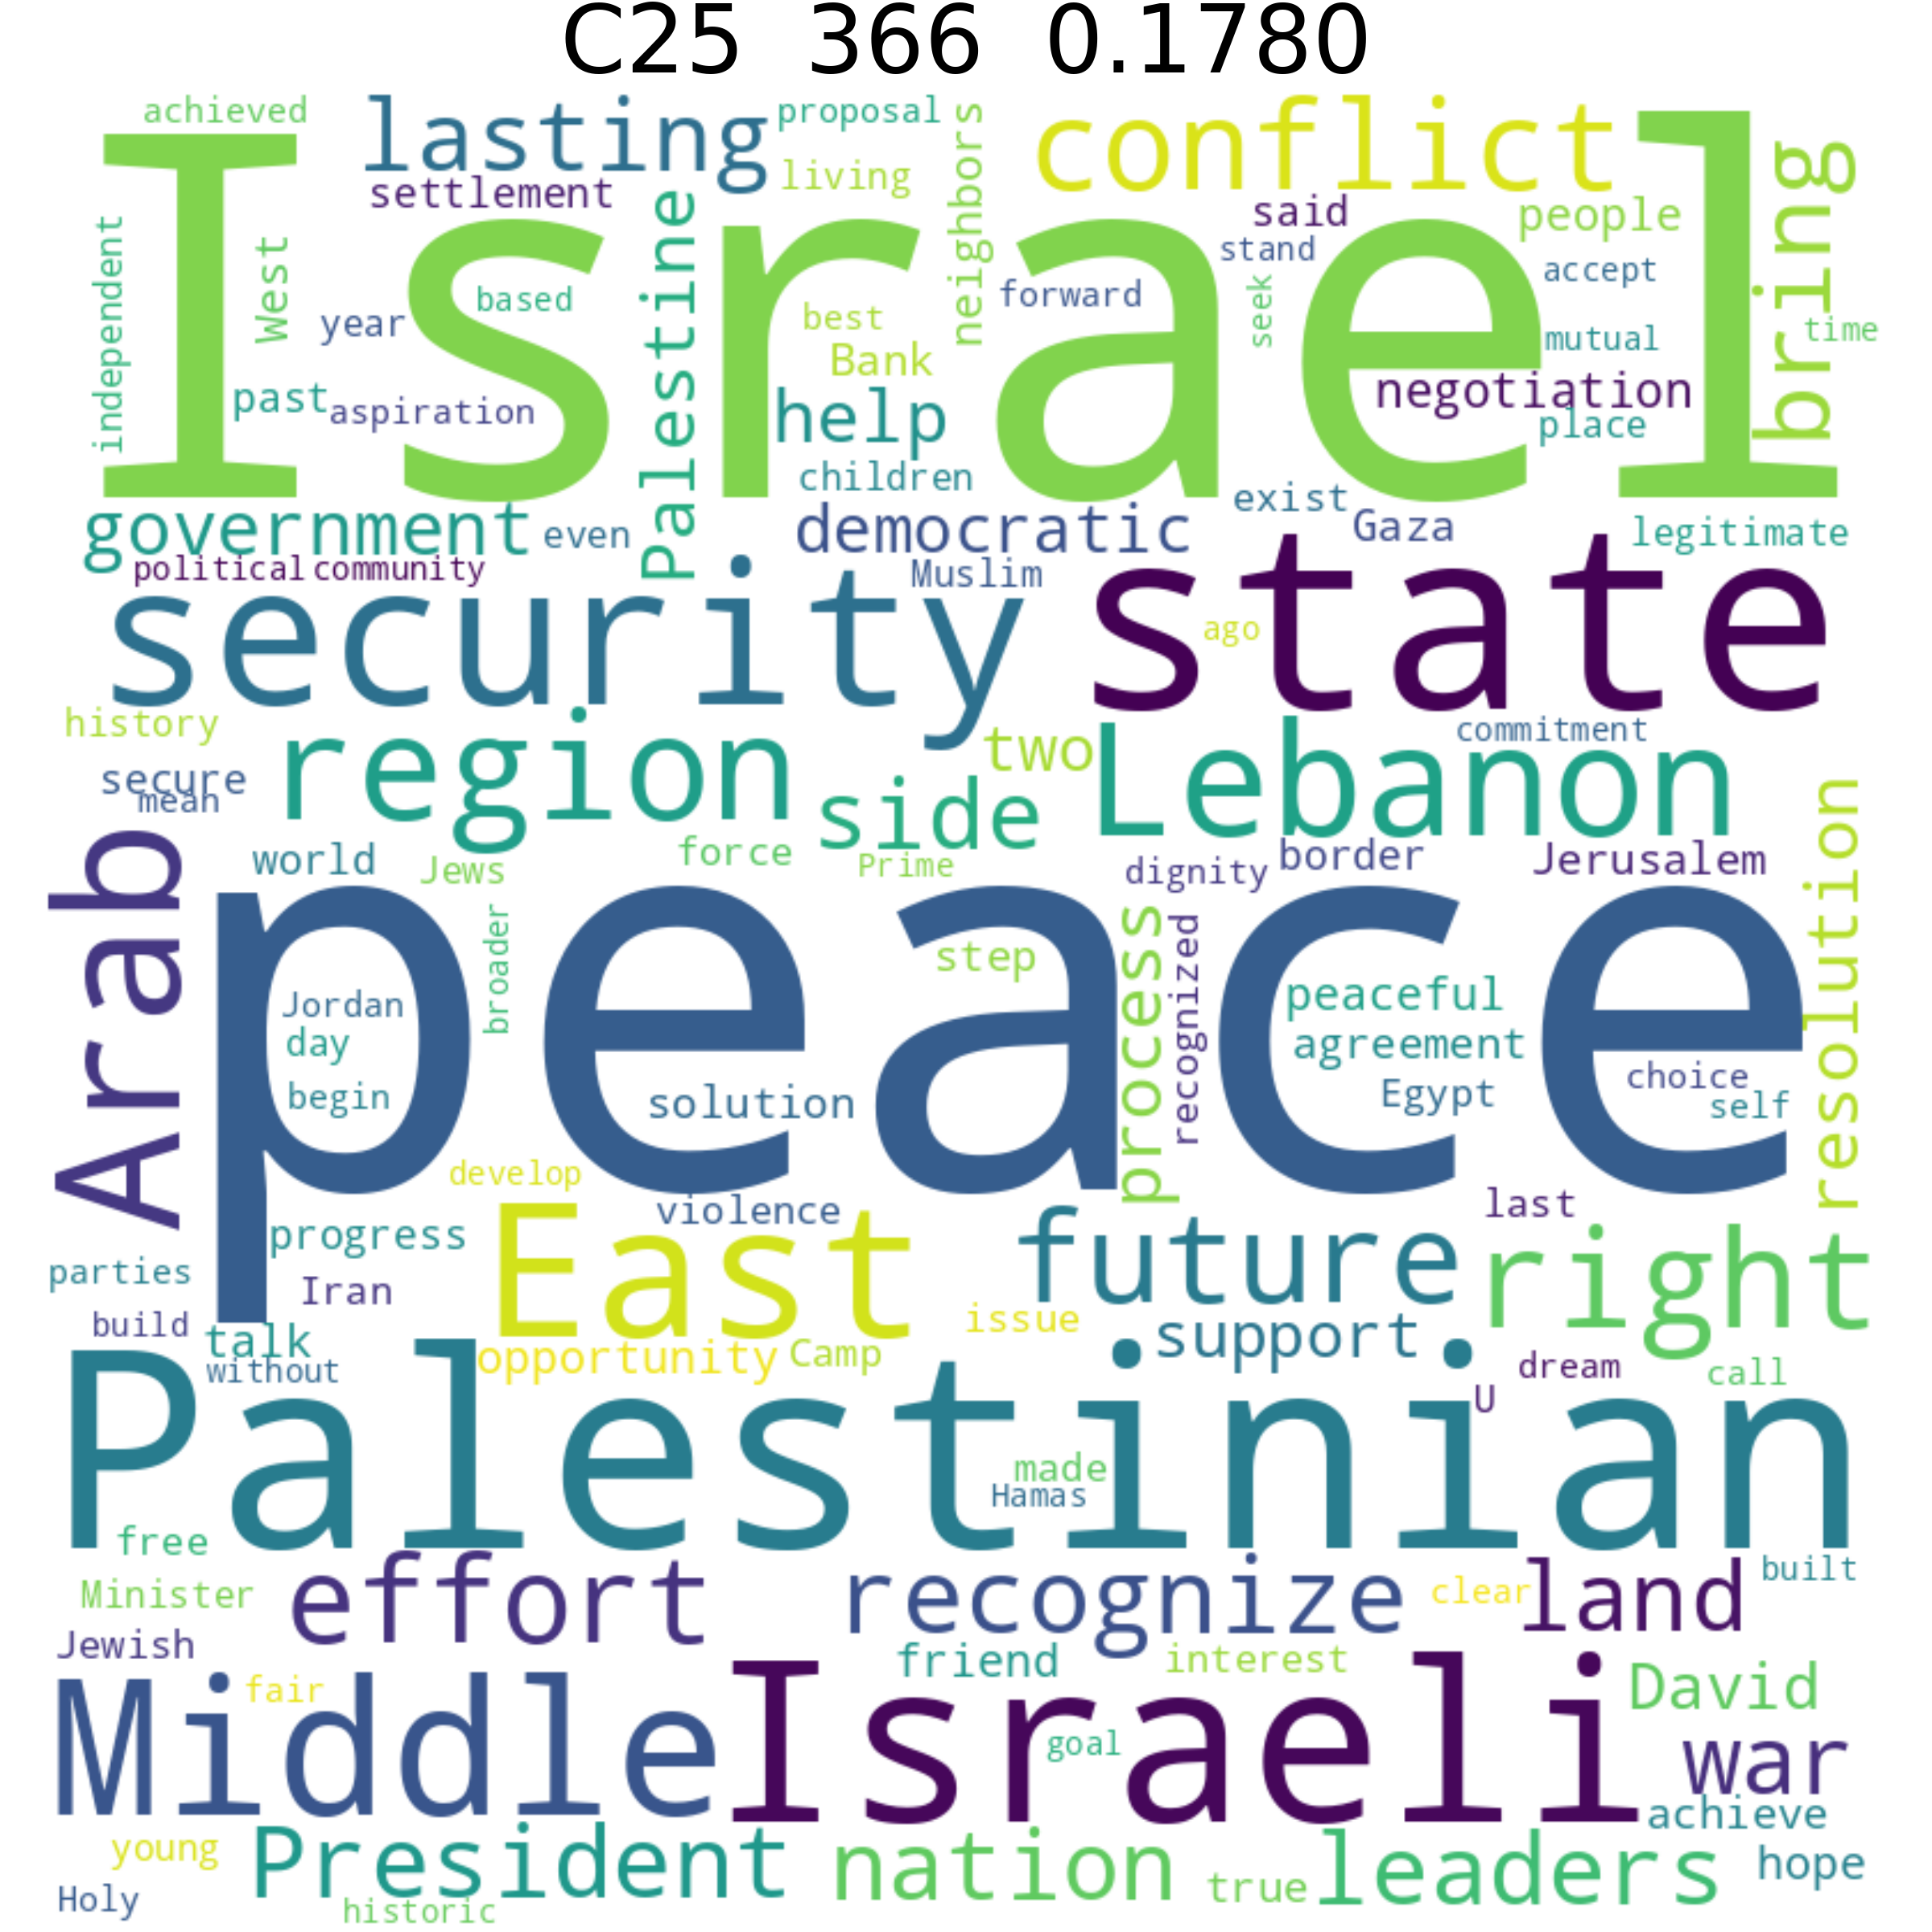 C25 366 0.1780
achieved
lasting
proposal
neighbors
conflict
Israel
bring
settlement
living
said
people
independent
West
Palestine
stand
accept
based
forward
seek
year
best
mutual
time
Bank
past
aspiration
help
negotiation
place
children
exist
government
even
democratic
Gaza
legitimate
political
community
Muslim
security
state
ago
history
region
two
Lebanon
commitment
secure
mean
side
resolution
Arab
world
Jews
force
Prime
dignity
border
Jerusalem
peace
broader
step
process
recognized
Jordan
peaceful
day
agreement
begin
solution
Egypt
choice
self
develop
violence
last
progress
East
future
right
parties
Iran
issue
build
talk
support
without
opportunity
Camp
dream
call
U
Palestinian
made
Hamas
free
effort
recognize
clear
land
built
Minister
Jewish
friend
interest
Middle
fair
Israeli
David
goal
war
achieve
young
President
nation
true
leaders
hope
Holy
historic